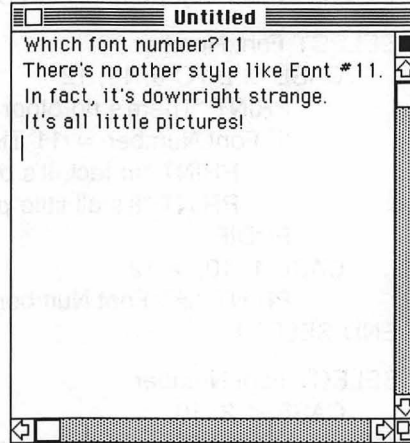 Untitled
Which font number?11
There's no other style like Font #11.
In fact, it's downright strange.
It's all little pictures!